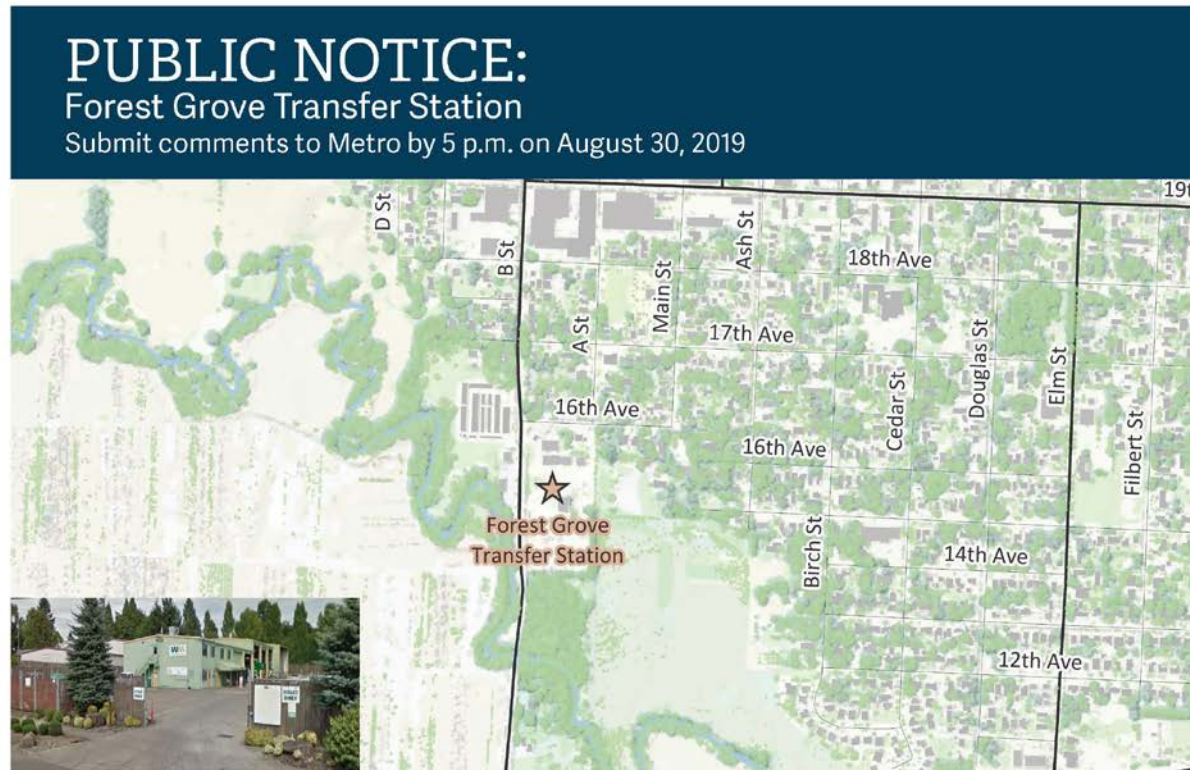 PUBLIC NOTICE:
Forest Grove Transfer Station
Submit comments to Metro by 5 p.m. on August 30, 2019
19t
D St
B St
Ash St
18th Ave
Main St
A St
17th Ave
Douglas St
Elm St
16th Ave
Cedar St
16th Ave
Filbert St
Forest Grove
Transfer Station
Birch St
14th Ave
12th Ave
W